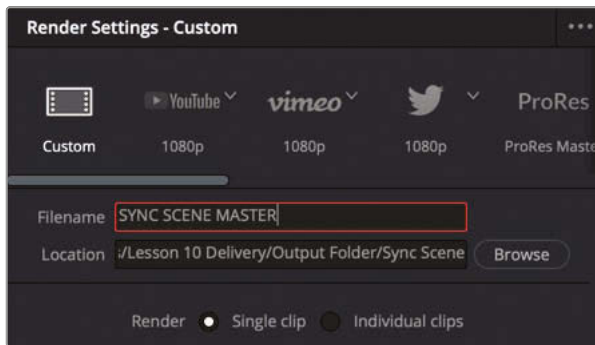 Render Settings - Custom
YouTube vimeo ProRes
Custom 1080p 1080p 1080p ProRes Maste
Filename SYNC SCENE MASTER
Location :/Lesson 10 Delivery/Output Folder/Sync Scene Browse
Render Single clip Individual clips